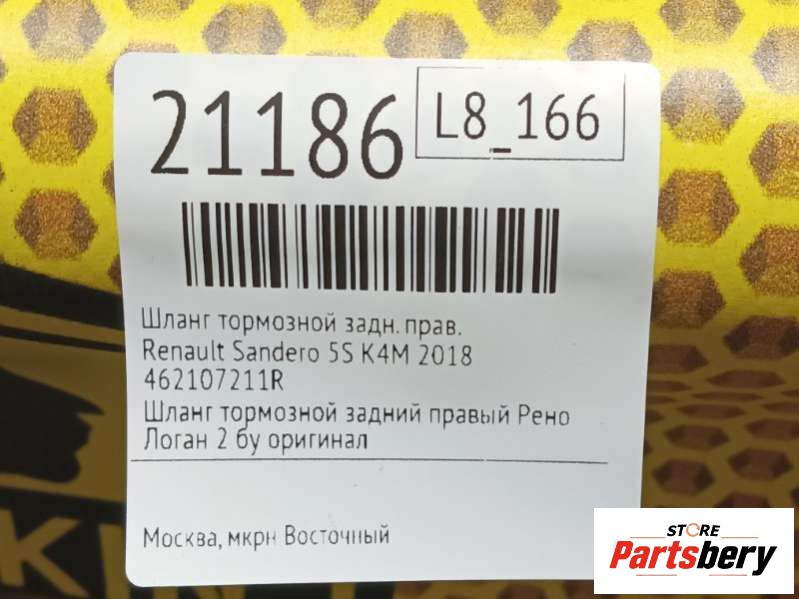 21186
L8_166
Шланг тормозной задн. прав.
Renault Sandero 5S K4M 2018
462107211R
Шланг тормозной задний правый Рено
Логан 2 бу оригинал
Москва, мкрн Восточный
STORE
Partsbery